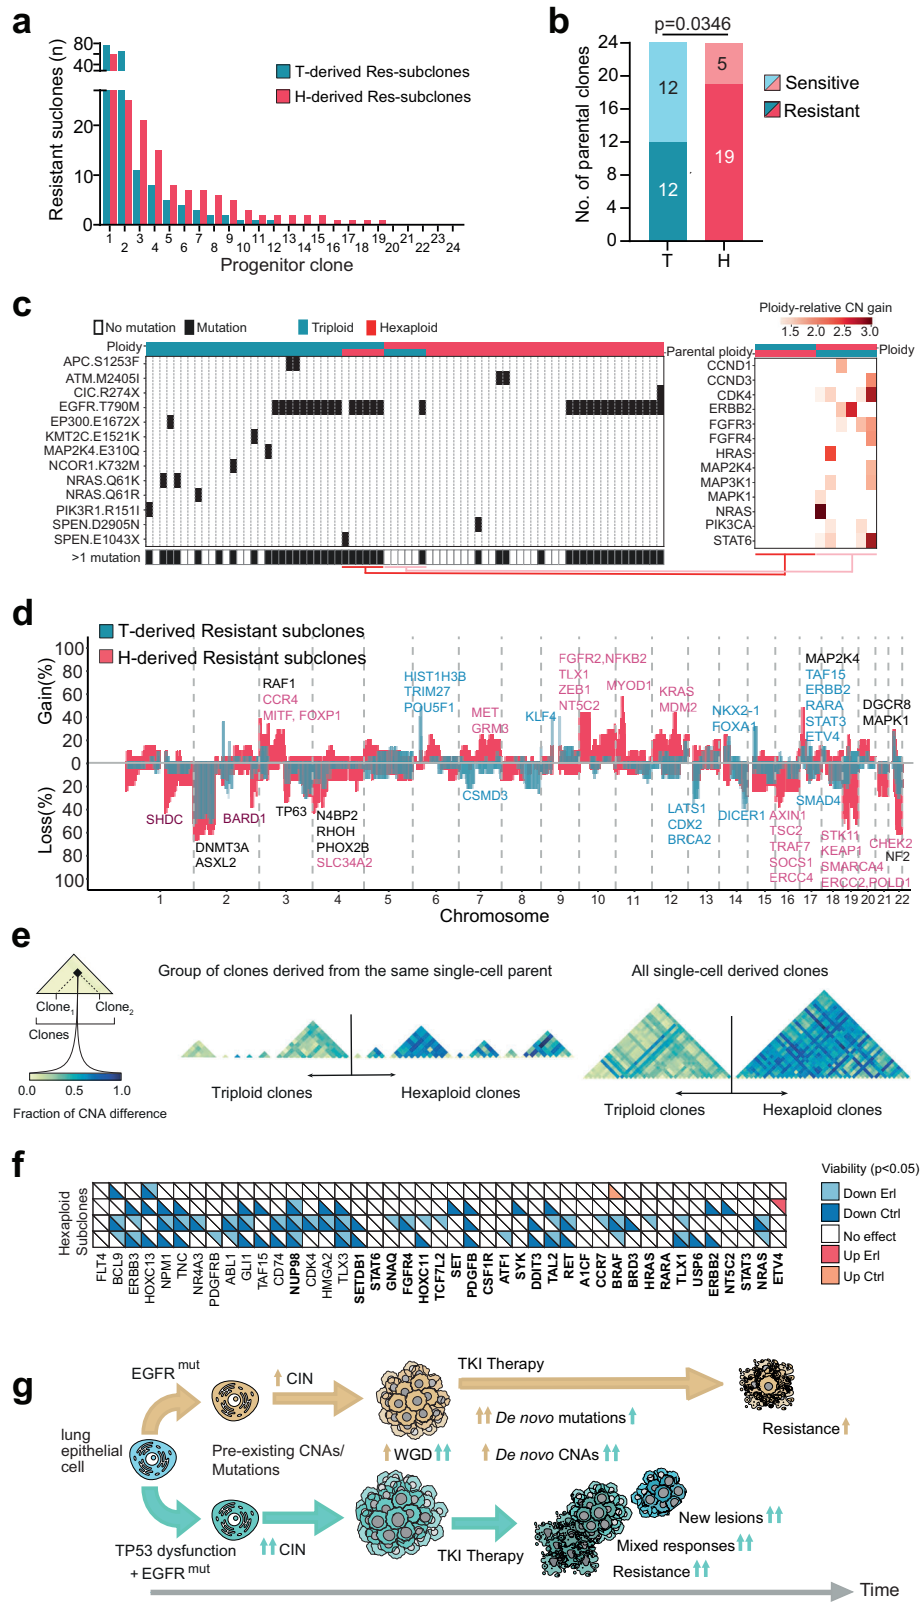 a
80
40
20
10
0
Resistant suclones (n)
T-derived Res-subclones
H-derived Res-subclones
1 3 5 7 9 11 13 15 17 19 21 23
2 4 6 8 10 12 14 16 18 20 22 24
Progenitor clone
b
p=0.0346
24
20
16
12
8
4
0
No. of parental clones
12
12
5
19
T H
Sensitive
Resistant
c
No mutation
Mutation
Triploid
Hexaploid
Ploidy
APC.S1253F
ATM.M2405I
CIC.R274X
EGFR.T790M
EP300.E1672X
KMT2C.E1521K
MAP2K4.E310Q
NCOR1.K732M
NRAS.Q61K
NRAS.Q61R
PIK3R1.R151I
SPEN.D2905N
SPEN.E1043X
>1 mutation
Ploidy-relative CN gain
1.5 2.0 2.5 3.0
Parental ploidy
Ploidy
CCND1
CCND3
CDK4
ERBB2
FGFR3
FGFR4
HRAS
MAP2K4
MAP3K1
MAPK1
NRAS
PIK3CA
STAT6
d
T-derived Resistant subclones
H-derived Resistant subclones
100
80
60
40
20
0
20
40
60
80
100
Gain(%)
Loss(%)
RAF1
CCR4
MITF, FOXP1
HIST1H3B
TRIM27
POU5F1
MET
GRM3
KLF4
FGFR2,NFKB2
TLX1
ZEB1
NT5C2
MYOD1
KRAS
MDM2
NKX2-1
FOXA1
MAP2K4
TAF15
ERBB2
RARA
STAT3
ETV4
DGCR8
MAPK1
SHDC
DNMT3A
ASXL2
BARD1
TP63
N4BP2
RHOH
PHOX2B
SLC34A2
CSMD3
LATS1
CDX2
BRCA2
DICER1
AXIN1
TSC2
TRAF7
SOCS1
ERCC4
SMAD4
STK11
KEAP1
SMARCA4
ERCC2,POLD1
CHEK2
NF2
1 2 3 4 5 6 7 8 9 10 11 12 13 14 15 16 17 18 19 20 21 22
Chromosome
e
Clone1
Clone2
Clones
0.0 0.5 1.0
Fraction of CNA difference
Group of clones derived from the same single-cell parent
Triploid clones
Hexaploid clones
All single-cell derived clones
Triploid clones
Hexaploid clones
f
Hexaploid
Subclones
FLT4
BCL9
ERBB3
HOXC13
NPM1
TNC
NR4A3
PDGFRB
ABL1
GLI1
TAF15
CD74
NUP98
CDK4
HMGA2
TLX3
SETDB1
STAT6
GNAQ
FGFR4
HOXC11
TCF7L2
SET
PDGFB
CSF1R
SYK
ATF1
DDIT3
TAL2
RET
A1CF
CCR7
BRAF
BRD3
HRAS
RARA
TLX1
USP6
ERBB2
NT5C2
STAT3
NRAS
ETV4
Viability (p<0.05)
Down Erl
Down Ctrl
No effect
Up Erl
Up Ctrl
g
EGFR mut
CIN
TKI Therapy
De novo mutations
Resistance
lung
epithelial
cell
Pre-existing CNAs/
Mutations
WGD
De novo CNAs
TP53 dysfunction
+ EGFR mut
CIN
TKI Therapy
New lesions
Mixed responses
Resistance
Time